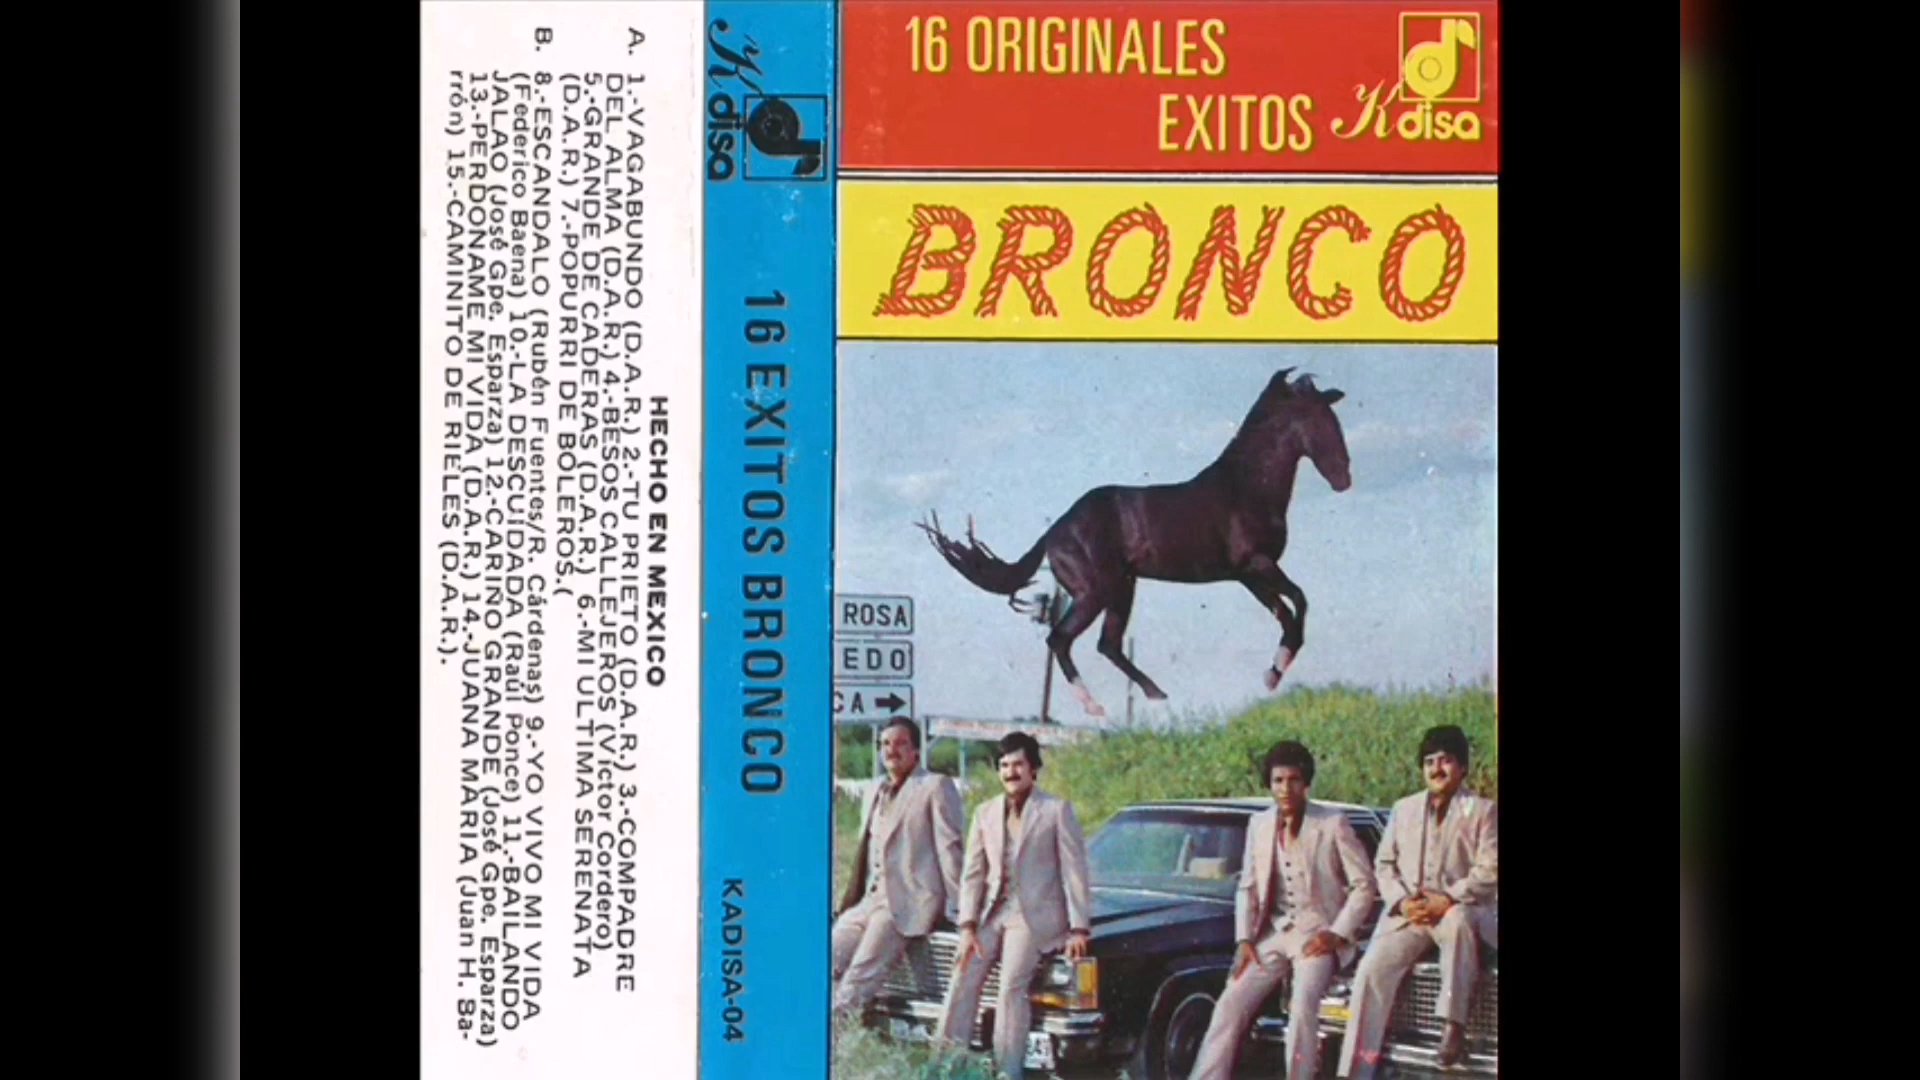 HECHO EN MEXICO
A. 1.-VAGABUNDO (D.A.R.) 2.-TU PRIETO (D.A.R.) 3.-COMPADRE
DEL ALMA (D.A.R.) 4.-BESOS CALLEJEROS (Víctor Cordero)
5.-GRANDE DE CADERAS (D.A.R.) 6.-MI ULTIMA SERENATA
(D.A.R.) 7.-POPURRI DE BOLEROS.(
B. 8.-ESCANDALO (Rubén Fuentes/R. Cárdenas) 9.-YO VIVO MI VIDA
(Federico Baena) 10.-LA DESCUIDADA (Raúl Ponce) 11.-BAILANDO
JALAO (José Gpe. Esparza) 12.-CARIÑO GRANDE (José Gpe. Esparza)
13.-PERDONAME MI VIDA (D.A.R.) 14.-JUANA MARIA (Juan H. Ba-
rrón) 15.-CAMINITO DE RIELES (D.A.R.).
K disa
16 EXITOS BRONCO
KADISA-04
16 ORIGINALES
EXITOS
K disa
BRONCO
ROSA
EDO
CA